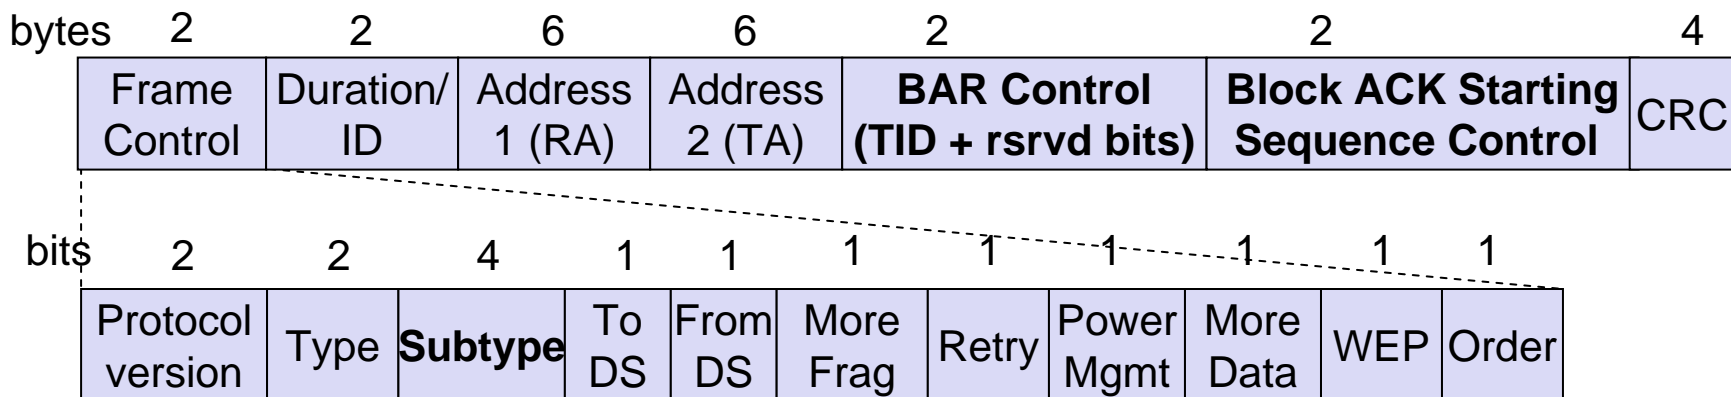 bytes 2 2 6 6 2 2 4
Frame Duration/ Address Address BAR Control Block ACK Starting CRC
Control ID 1 (RA) 2 (TA) (TID + rsrvd bits) Sequence Control
bits 2 2 4 1 1 1 1 1 1 1 1
Protocol Type Subtype To From More Retry Power More WEP Order
version DS DS Frag Mgmt Data